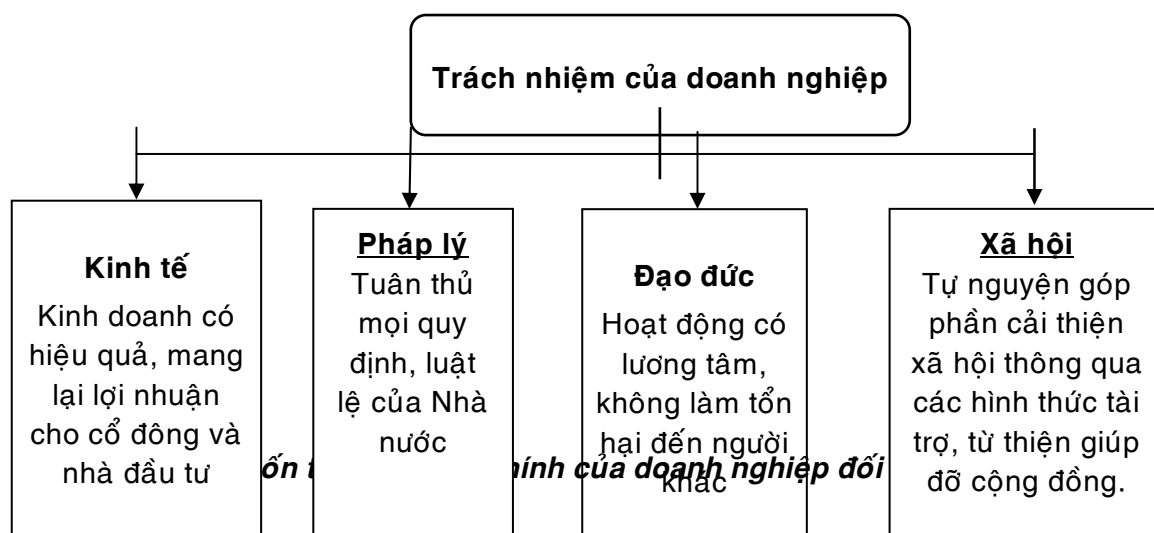 Trách nhiệm của doanh nghiệp
Kinh tế
Kinh doanh có
hiệu quả, mang
lại lợi nhuận
cho cổ đông và
nhà đầu tư
Pháp lý
Tuân thủ
mọi quy
định, luật
lệ của Nhà
nước
Đạo đức
Hoạt động có
lương tâm,
không làm tổn
hại đến người
khác
Xã hội
Tự nguyện góp
phần cải thiện
xã hội thông qua
các hình thức tài
trợ, từ thiện giúp
đỡ cộng đồng.
của doanh nghiệp đối